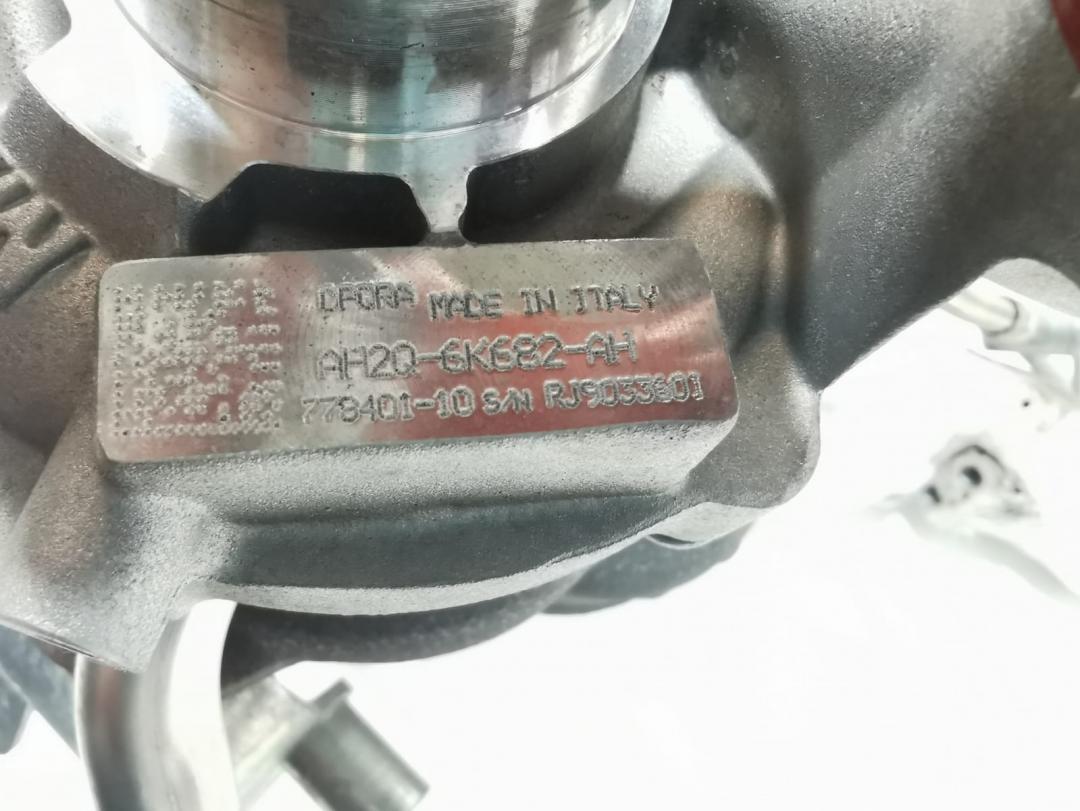 DFORA MADE IN ITALY
AH2Q-6K682-AH
778401-10 S/N RJ9033801